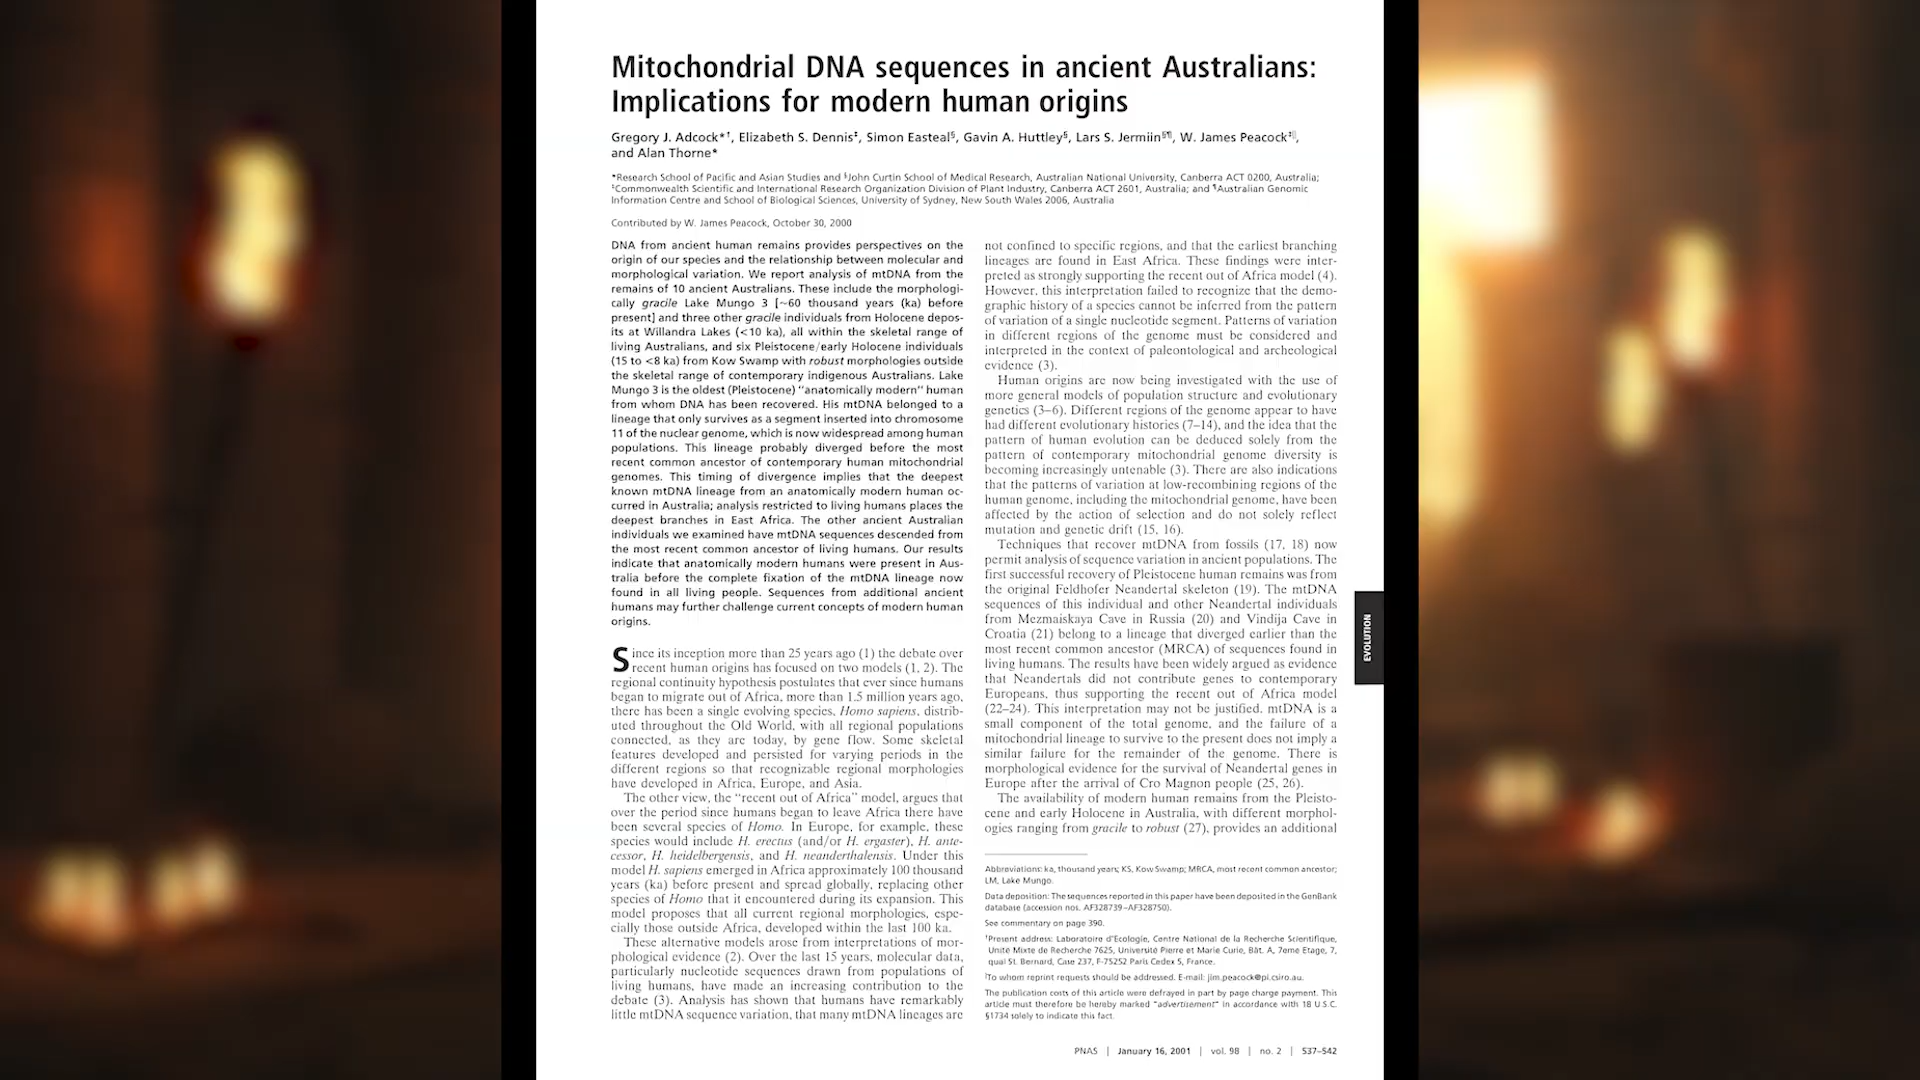 Mitochondrial DNA sequences in ancient Australians:
Implications for modern human origins
Gregory J. Adcock*†, Elizabeth S. Dennis‡, Simon Easteal§, Gavin A. Huttley§, Lars S. Jermiin§¶, W. James Peacock‡∥,
and Alan Thorne*
*Research School of Pacific and Asian Studies and §John Curtin School of Medical Research, Australian National University, Canberra ACT 0200, Australia;
‡Commonwealth Scientific and International Research Organization Division of Plant Industry, Canberra ACT 2601, Australia; and ¶Australian Genomic
Information Centre and School of Biological Sciences, University of Sydney, New South Wales 2006, Australia
Contributed by W. James Peacock, October 30, 2000
DNA from ancient human remains provides perspectives on the
origin of our species and the relationship between molecular and
morphological variation. We report analysis of mtDNA from the
remains of 10 ancient Australians. These include the morphologi-
cally gracile Lake Mungo 3 [~60 thousand years (ka) before
present] and three other gracile individuals from Holocene depos-
its at Willandra Lakes (<10 ka), all within the skeletal range of
living Australians, and six Pleistocene/early Holocene individuals
(15 to <8 ka) from Kow Swamp with robust morphologies outside
the skeletal range of contemporary indigenous Australians. Lake
Mungo 3 is the oldest (Pleistocene) "anatomically modern" human
from whom DNA has been recovered. His mtDNA belonged to a
lineage that only survives as a segment inserted into chromosome
11 of the nuclear genome, which is now widespread among human
populations. This lineage probably diverged before the most
recent common ancestor of contemporary human mitochondrial
genomes. This timing of divergence implies that the deepest
known mtDNA lineage from an anatomically modern human oc-
curred in Australia; analysis restricted to living humans places the
deepest branches in East Africa. The other ancient Australian
individuals we examined have mtDNA sequences descended from
the most recent common ancestor of living humans. Our results
indicate that anatomically modern humans were present in Aus-
tralia before the complete fixation of the mtDNA lineage now
found in all living people. Sequences from additional ancient
humans may further challenge current concepts of modern human
origins.
Since its inception more than 25 years ago (1) the debate over
recent human origins has focused on two models (1, 2). The
regional continuity hypothesis postulates that ever since humans
began to migrate out of Africa, more than 1.5 million years ago,
there has been a single evolving species, Homo sapiens, distrib-
uted throughout the Old World, with all regional populations
connected, as they are today, by gene flow. Some skeletal
features developed and persisted for varying periods in the
different regions so that recognizable regional morphologies
have developed in Africa, Europe, and Asia.
The other view, the "recent out of Africa" model, argues that
over the period since humans began to leave Africa there have
been several species of Homo. In Europe, for example, these
species would include H. erectus (and/or H. ergaster), H. ante-
cessor, H. heidelbergensis, and H. neanderthalensis. Under this
model H. sapiens emerged in Africa approximately 100 thousand
years (ka) before present and spread globally, replacing other
species of Homo that it encountered during its expansion. This
model proposes that all current regional morphologies, espe-
cially those outside Africa, developed within the last 100 ka.
These alternative models arose from interpretations of mor-
phological evidence (2). Over the last 15 years, molecular data,
particularly nucleotide sequences drawn from populations of
living humans, have made an increasing contribution to the
debate (3). Analysis has shown that humans have remarkably
little mtDNA sequence variation, that many mtDNA lineages are
not confined to specific regions, and that the earliest branching
lineages are found in East Africa. These findings were inter-
preted as strongly supporting the recent out of Africa model (4).
However, this interpretation failed to recognize that the demo-
graphic history of a species cannot be inferred from the pattern
of variation of a single nucleotide segment. Patterns of variation
in different regions of the genome must be considered and
interpreted in the context of paleontological and archeological
evidence (3).
Human origins are now being investigated with the use of
more general models of population structure and evolutionary
genetics (3–6). Different regions of the genome appear to have
had different evolutionary histories (7–14), and the idea that the
pattern of human evolution can be deduced solely from the
pattern of contemporary mitochondrial genome diversity is
becoming increasingly untenable (3). There are also indications
that the patterns of variation at low-recombining regions of the
human genome, including the mitochondrial genome, have been
affected by the action of selection and do not solely reflect
mutation and genetic drift (15, 16).
Techniques that recover mtDNA from fossils (17, 18) now
permit analysis of sequence variation in ancient populations. The
first successful recovery of Pleistocene human remains was from
the original Feldhofer Neandertal skeleton (19). The mtDNA
sequences of this individual and other Neandertal individuals
from Mezmaiskaya Cave in Russia (20) and Vindija Cave in
Croatia (21) belong to a lineage that diverged earlier than the
most recent common ancestor (MRCA) of sequences found in
living humans. The results have been widely argued as evidence
that Neandertals did not contribute genes to contemporary
Europeans, thus supporting the recent out of Africa model
(22–24). This interpretation may not be justified. mtDNA is a
small component of the total genome, and the failure of a
mitochondrial lineage to survive to the present does not imply a
similar failure for the remainder of the genome. There is
morphological evidence for the survival of Neandertal genes in
Europe after the arrival of Cro Magnon people (25, 26).
The availability of modern human remains from the Pleisto-
cene and early Holocene in Australia, with different morphol-
ogies ranging from gracile to robust (27), provides an additional
Abbreviations: ka, thousand years; KS, Kow Swamp; MRCA, most recent common ancestor;
LM, Lake Mungo.
Data deposition: The sequences reported in this paper have been deposited in the GenBank
database (accession nos. AF328739–AF328750).
See commentary on page 390.
†Present address: Laboratoire d'Ecologie, Centre National de la Recherche Scientifique,
Unité Mixte de Recherche 7625, Université Pierre et Marie Curie, Bât. A, 7eme Etage, 7,
quai St. Bernard, Case 237, F-75252 Paris Cedex 5, France.
∥To whom reprint requests should be addressed. E-mail: jim.peacock@pi.csiro.au.
The publication costs of this article were defrayed in part by page charge payment. This
article must therefore be hereby marked "advertisement" in accordance with 18 U.S.C.
§1734 solely to indicate this fact.
EVOLUTION
PNAS | January 16, 2001 | vol. 98 | no. 2 | 537–542